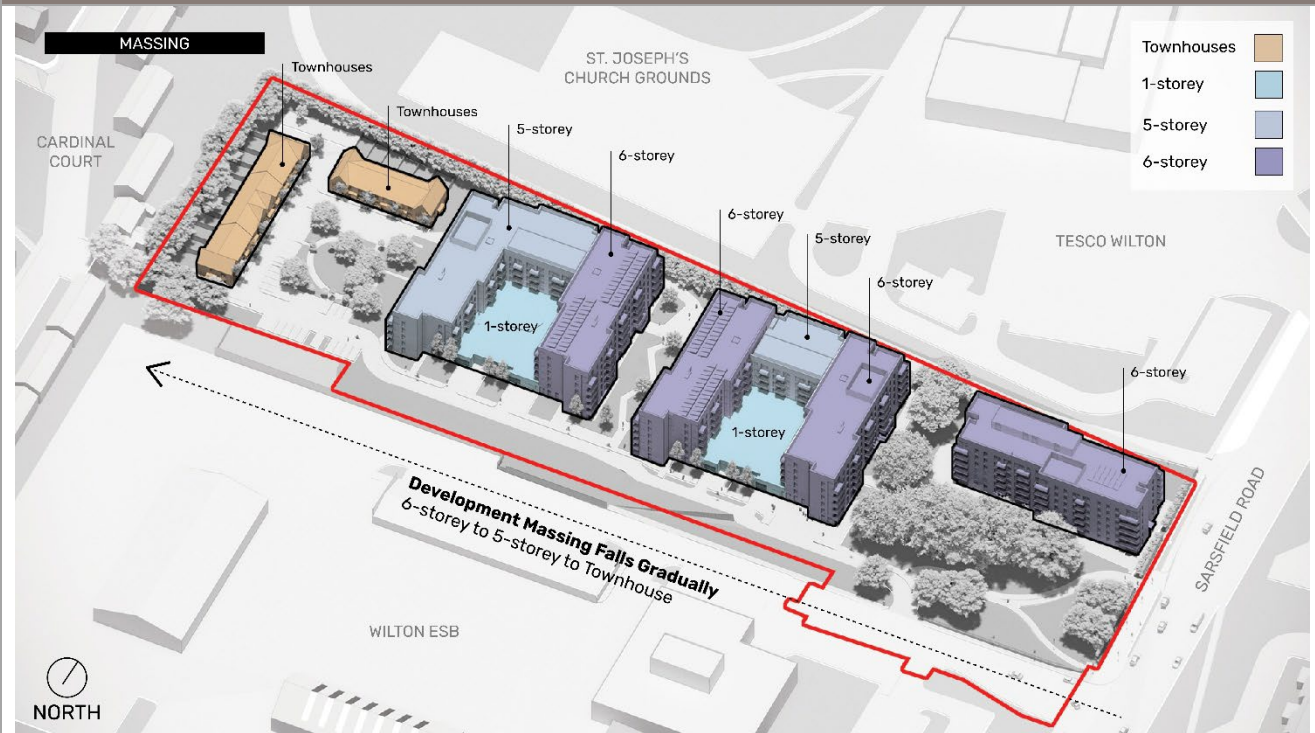 MASSING
Townhouses
Townhouses
5-storey
6-storey
ST. JOSEPH'S
CHURCH GROUNDS
Townhouses
1-storey
5-storey
6-storey
CARDINAL
COURT
6-storey
5-storey
6-storey
TESCO WILTON
1-storey
6-storey
1-storey
SARSFIELD ROAD
Development Massing Falls Gradually
6-storey to 5-storey to Townhouse
WILTON ESB
NORTH